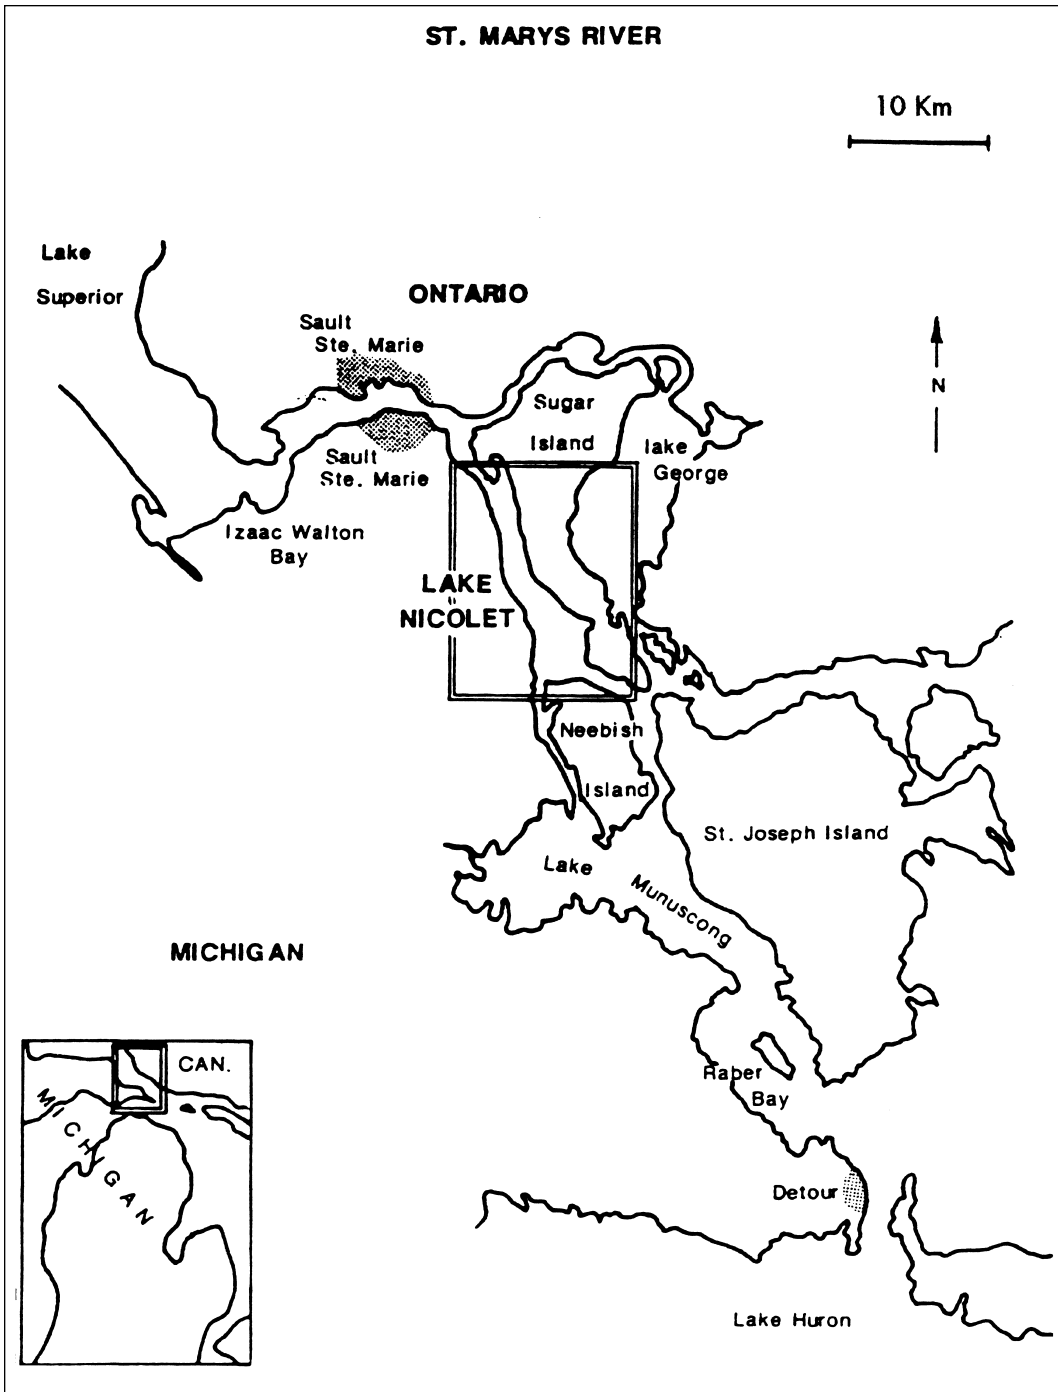 ST. MARYS RIVER
10 Km
Lake
Superior
ONTARIO
Sault
Ste. Marie
N
Sugar
Island
lake
George
Sault
Ste. Marie
Izaac Walton
Bay
LAKE
NICOLET
Neebish
Island
St. Joseph Island
Lake
Munuscong
MICHIGAN
CAN.
MICHIGAN
Raber
Bay
Detour
Lake Huron